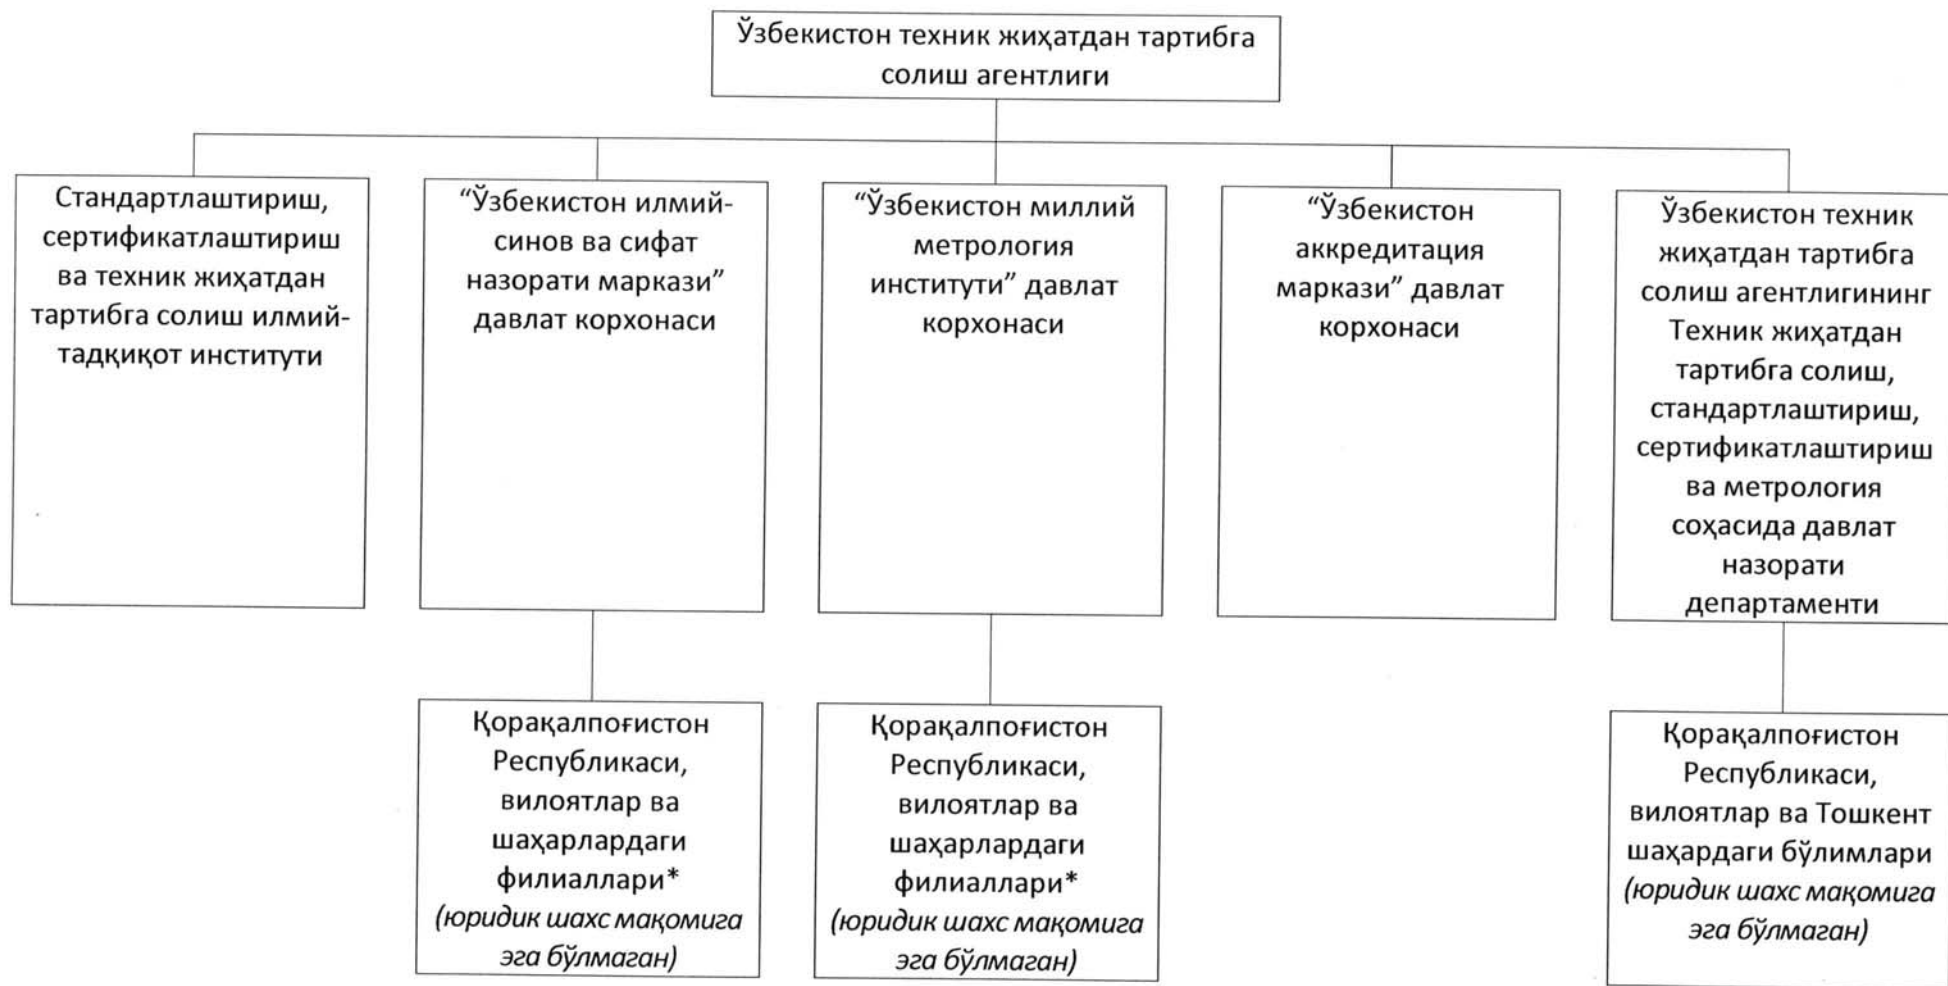 Ўзбекистон техник жиҳатдан тартибга
солиш агентлиги
Стандартлаштириш,
сертификатлаштириш
ва техник жиҳатдан
тартибга солиш илмий-
тадқиқот институти
“Ўзбекистон илмий-
синов ва сифат
назорати маркази”
давлат корхонаси
“Ўзбекистон миллий
метрология
институти” давлат
корхонаси
“Ўзбекистон
аккредитация
маркази” давлат
корхонаси
Ўзбекистон техник
жиҳатдан тартибга
солиш агентлигининг
Техник жиҳатдан
тартибга солиш,
стандартлаштириш,
сертификатлаштириш
ва метрология
соҳасида давлат
назорати
департаменти
Қорақалпоғистон
Республикаси,
вилоятлар ва
шаҳарлардаги
филиаллари*
(юридик шахс мақомига
эга бўлмаган)
Қорақалпоғистон
Республикаси,
вилоятлар ва
шаҳарлардаги
филиаллари*
(юридик шахс мақомига
эга бўлмаган)
Қорақалпоғистон
Республикаси,
вилоятлар ва Тошкент
шаҳардаги бўлимлари
(юридик шахс мақомига
эга бўлмаган)